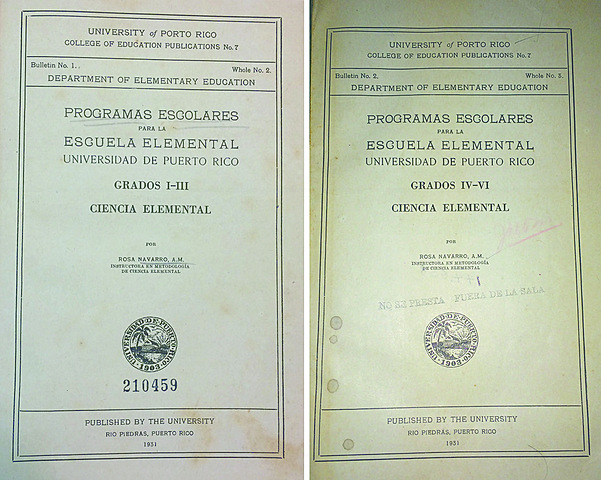 UNIVERSITY of PORTO RICO
COLLEGE OF EDUCATION PUBLICATIONS No. 7
Bulletin No. 1. Whole No. 2.
DEPARTMENT OF ELEMENTARY EDUCATION
PROGRAMAS ESCOLARES
PARA LA
ESCUELA ELEMENTAL
UNIVERSIDAD DE PUERTO RICO
GRADOS I-III
CIENCIA ELEMENTAL
POR
ROSA NAVARRO, A.M.
INSTRUCTORA EN METODOLOGÍA
DE CIENCIA ELEMENTAL
UNIVERSIDAD·DE·PUERTO·RICO
1903
210459
PUBLISHED BY THE UNIVERSITY
RIO PIEDRAS, PUERTO RICO
1931
UNIVERSITY of PORTO RICO
COLLEGE OF EDUCATION PUBLICATIONS No. 7
Bulletin No. 2. Whole No. 3.
DEPARTMENT OF ELEMENTARY EDUCATION
PROGRAMAS ESCOLARES
PARA LA
ESCUELA ELEMENTAL
UNIVERSIDAD DE PUERTO RICO
GRADOS IV-VI
CIENCIA ELEMENTAL
POR
ROSA NAVARRO, A.M.
INSTRUCTORA EN METODOLOGÍA
DE CIENCIA ELEMENTAL
NO SE PRESTA FUERA DE LA SALA
UNIVERSIDAD·DE·PUERTO·RICO
1903
PUBLISHED BY THE UNIVERSITY
RIO PIEDRAS, PUERTO RICO
1931